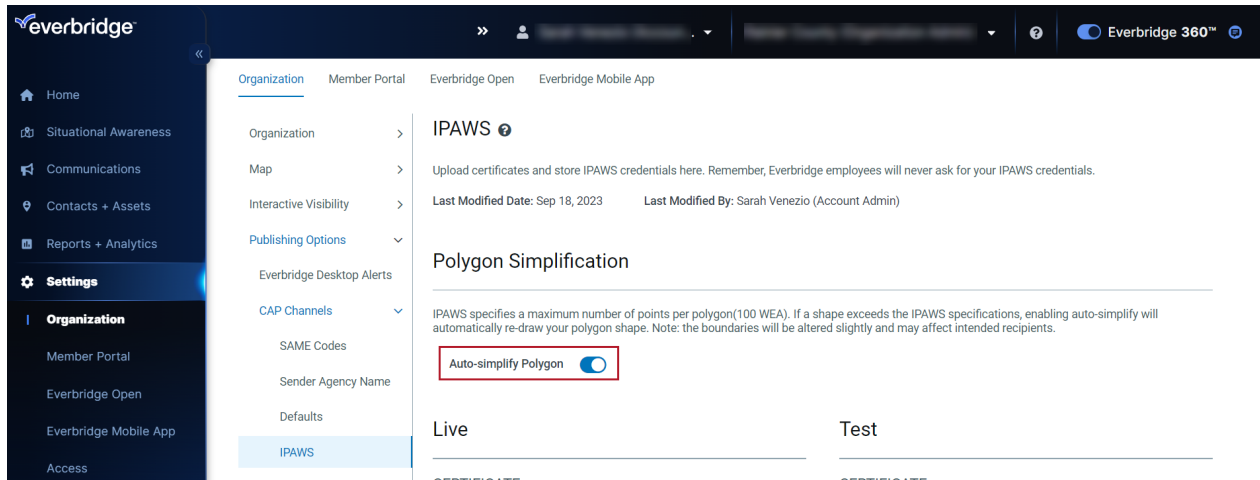 everbridge™
Everbridge 360™
Home
Situational Awareness
Communications
Contacts + Assets
Reports + Analytics
Settings
Organization
Member Portal
Everbridge Open
Everbridge Mobile App
Access
Organization
Member Portal
Everbridge Open
Everbridge Mobile App
Organization
Map
Interactive Visibility
Publishing Options
Everbridge Desktop Alerts
CAP Channels
SAME Codes
Sender Agency Name
Defaults
IPAWS
IPAWS
Upload certificates and store IPAWS credentials here. Remember, Everbridge employees will never ask for your IPAWS credentials.
Last Modified Date: Sep 18, 2023 Last Modified By: Sarah Venezio (Account Admin)
Polygon Simplification
IPAWS specifies a maximum number of points per polygon(100 WEA). If a shape exceeds the IPAWS specifications, enabling auto-simplify will
automatically re-draw your polygon shape. Note: the boundaries will be altered slightly and may affect intended recipients.
Auto-simplify Polygon
Live
Test
CERTIFICATE
CERTIFICATE